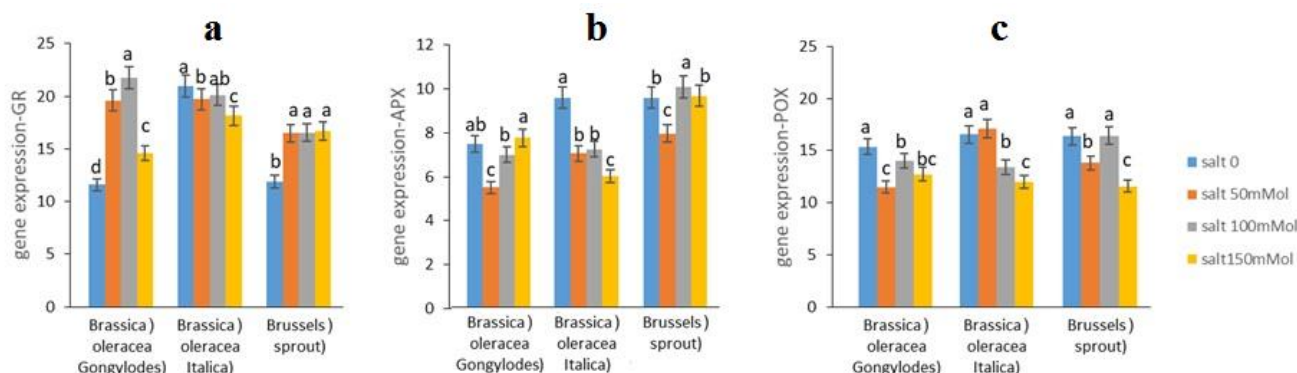 a
gene expression-GR
25
20
15
10
5
0
d
b
a
c
a
b
ab
c
b
a
a
a
Brassica)
oleracea
Gongylodes)
Brassica)
oleracea
Italica)
Brussels)
sprout)
b
gene expression-APX
12
10
8
6
4
2
0
ab
c
b
a
a
b
b
c
b
c
a
b
Brassica)
oleracea
Gongylodes)
Brassica)
oleracea
Italica)
Brussels)
sprout)
c
gene expression-POX
25
20
15
10
5
0
a
c
b
bc
a
a
b
c
a
b
a
c
Brassica)
oleracea
Gongylodes)
Brassica)
oleracea
Italica)
Brussels)
sprout)
salt 0
salt 50mMol
salt 100mMol
salt150mMol